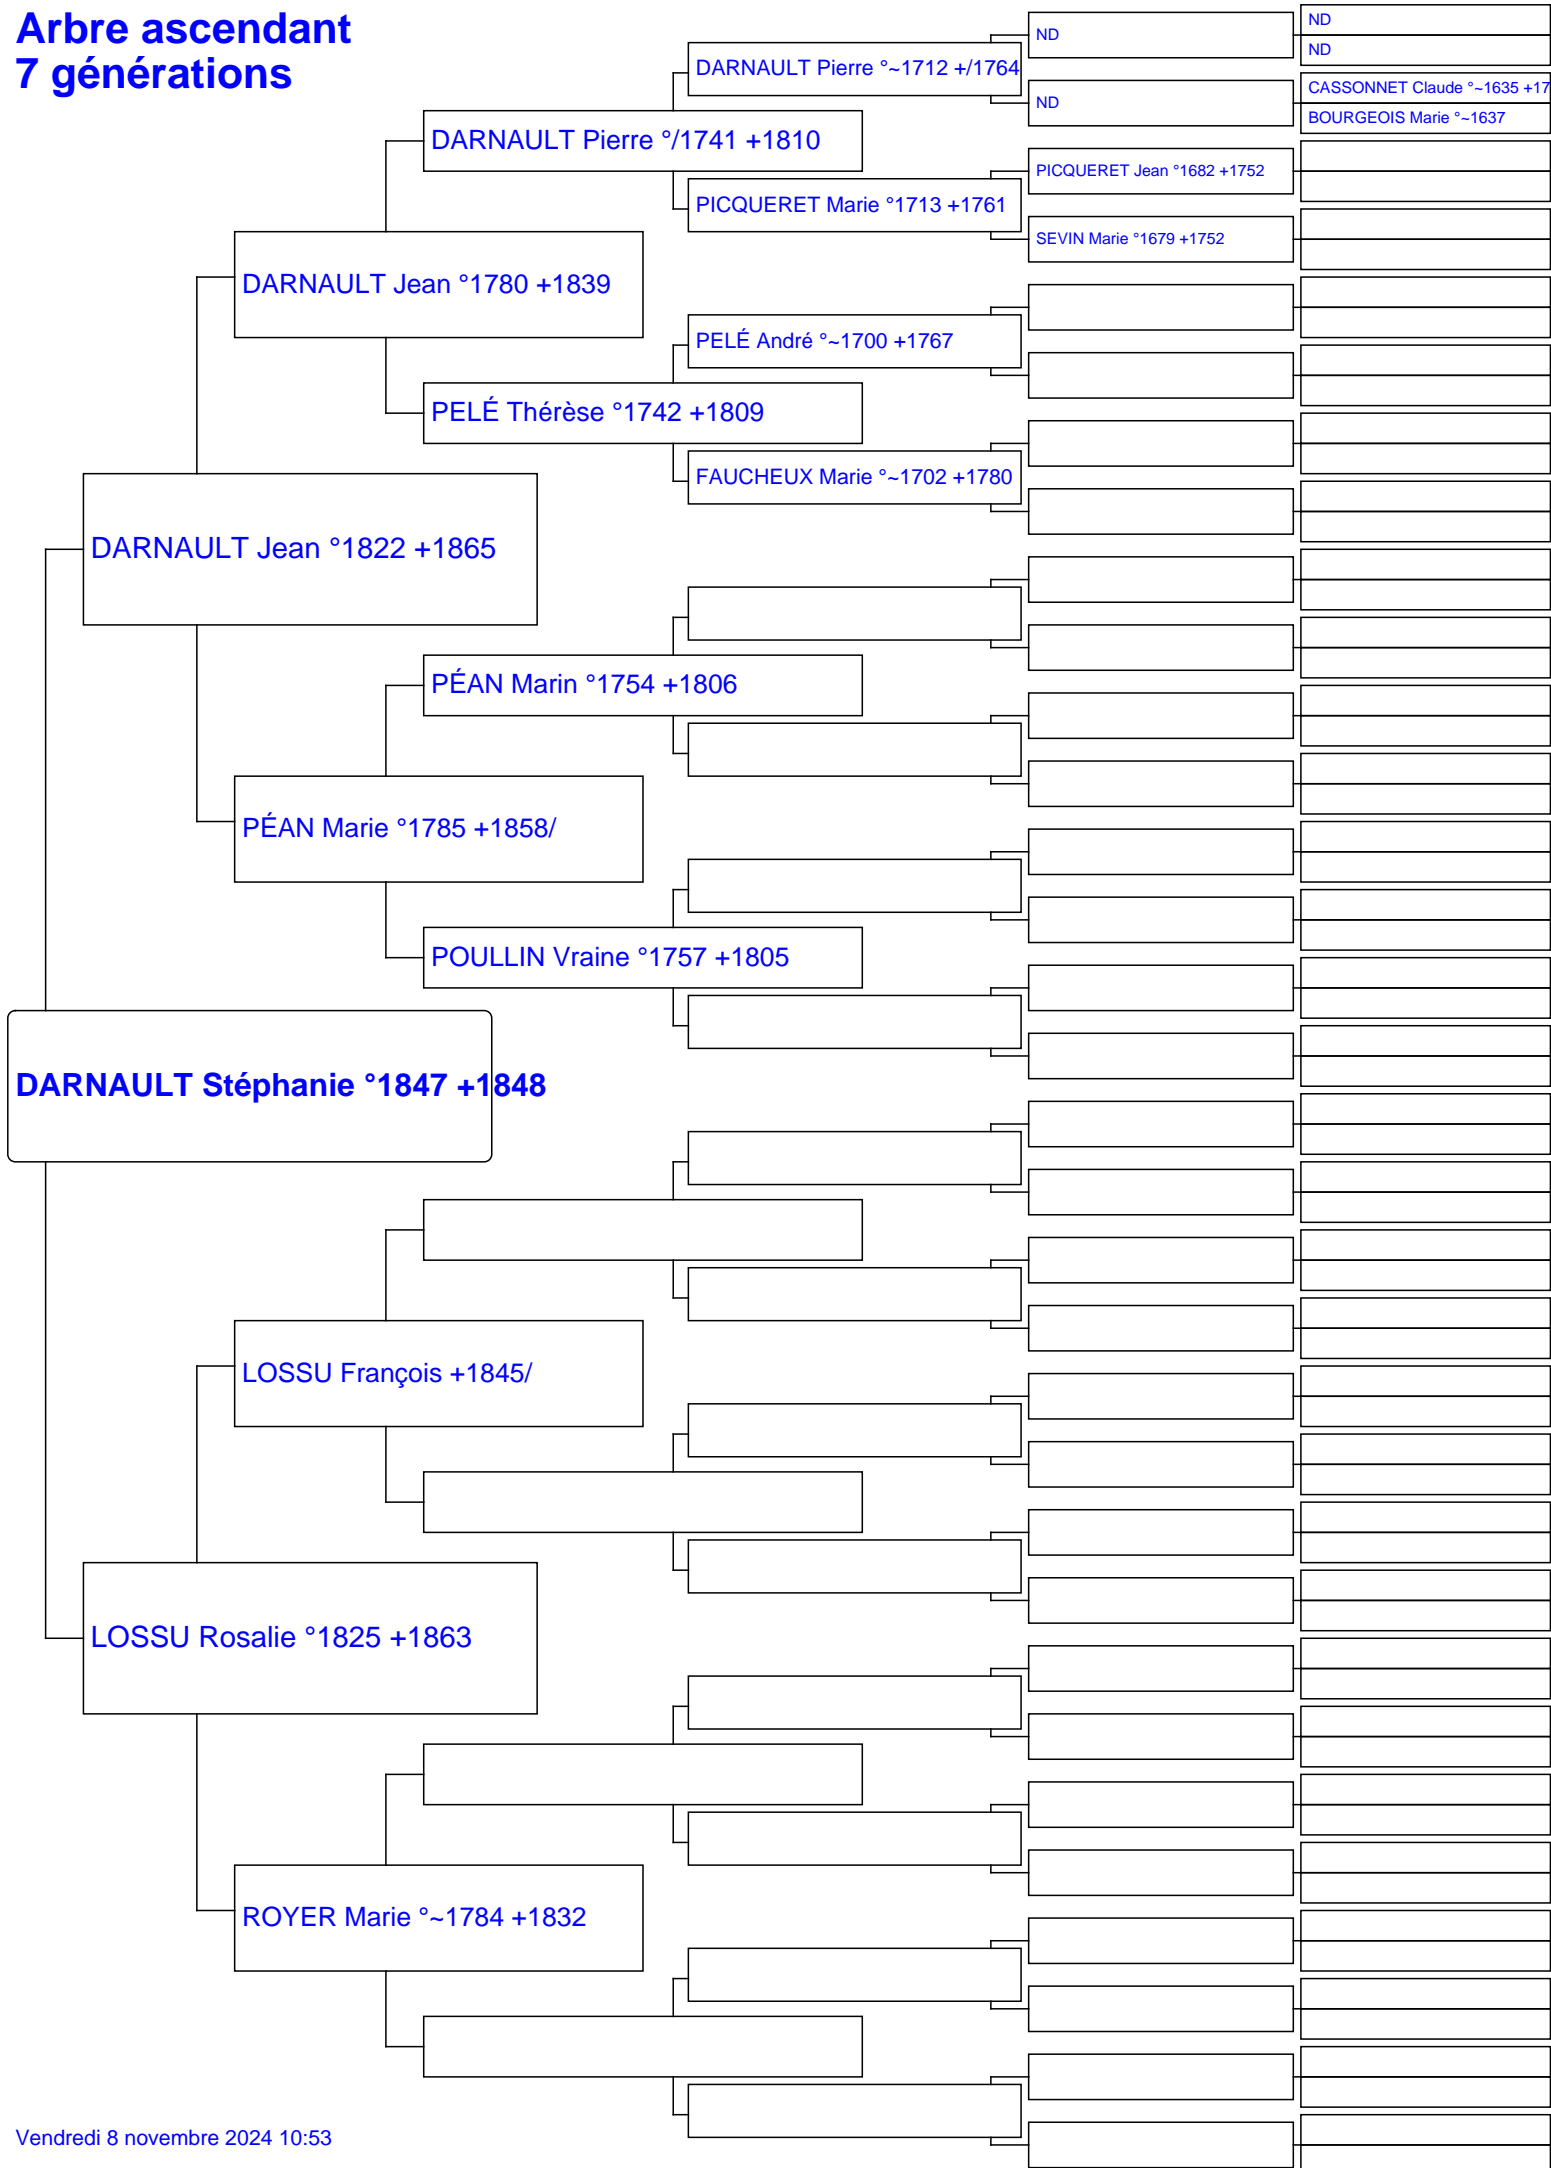 Arbre ascendant
7 générations
ND
ND
ND
DARNAULT Pierre °~1712 +/1764
ND
CASSONNET Claude °~1635 +17
BOURGEOIS Marie °~1637
DARNAULT Pierre °/1741 +1810
PICQUERET Jean °1682 +1752
PICQUERET Marie °1713 +1761
SEVIN Marie °1679 +1752
DARNAULT Jean °1780 +1839
PELÉ André °~1700 +1767
PELÉ Thérèse °1742 +1809
FAUCHEUX Marie °~1702 +1780
DARNAULT Jean °1822 +1865
PÉAN Marin °1754 +1806
PÉAN Marie °1785 +1858/
POULLIN Vraine °1757 +1805
DARNAULT Stéphanie °1847 +1848
LOSSU François +1845/
LOSSU Rosalie °1825 +1863
ROYER Marie °~1784 +1832
Vendredi 8 novembre 2024 10:53